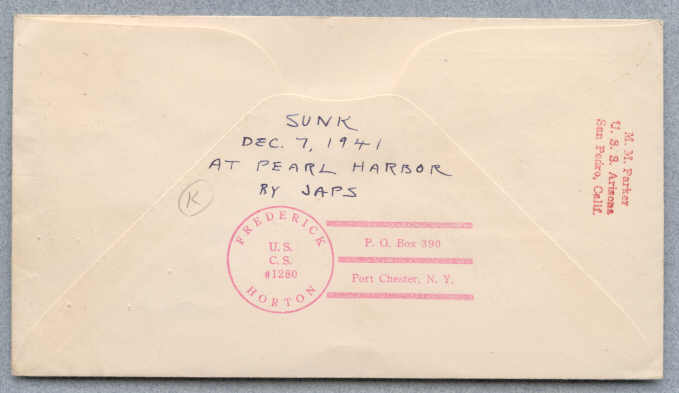 SUNK
DEC. 7, 1941
AT PEARL HARBOR
BY JAPS
K
FREDERICK
U.S.
C.S.
#1280
HORTON
P. O. Box 390
Port Chester, N. Y.
M. M. Parker
U. S. S. Arizona
San Pedro, Calif.